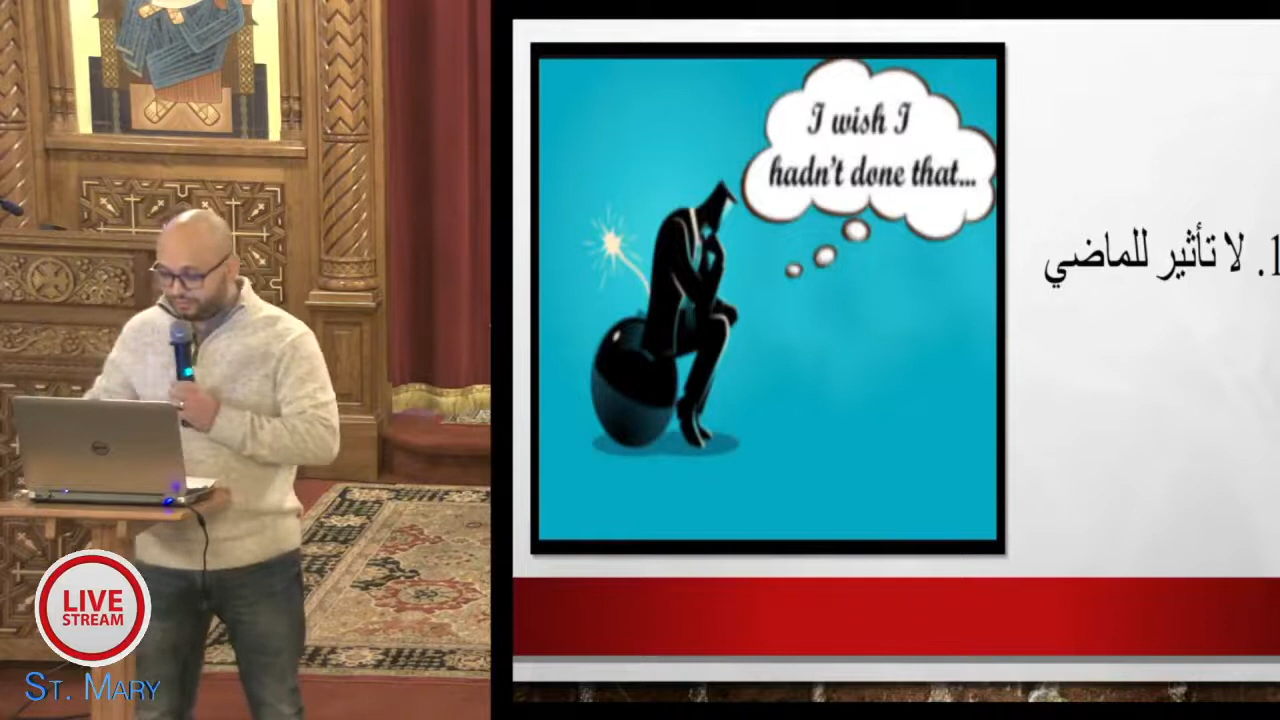 I wish I
hadn't done that...
1. لا تأثير للماضي
LIVE
STREAM
St. Mary